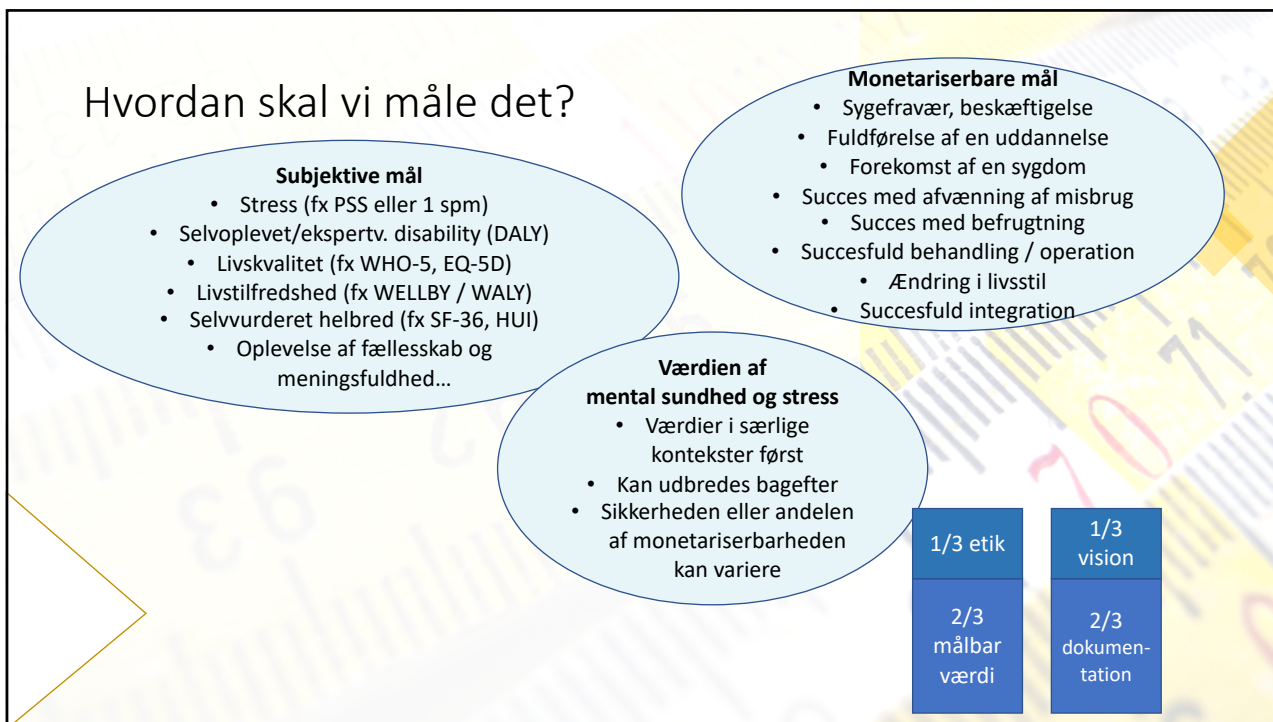 Hvordan skal vi måle det?
Subjektive mål
• Stress (fx PSS eller 1 spm)
• Selvoplevet/ekspertv. disability (DALY)
• Livskvalitet (fx WHO-5, EQ-5D)
• Livstilfredshed (fx WELLBY / WALY)
• Selvvurderet helbred (fx SF-36, HUI)
• Oplevelse af fællesskab og
meningsfuldhed…
Monetariserbare mål
• Sygefravær, beskæftigelse
• Fuldførelse af en uddannelse
• Forekomst af en sygdom
• Succes med afvænning af misbrug
• Succes med befrugtning
• Succesfuld behandling / operation
• Ændring i livsstil
• Succesfuld integration
Værdien af
mental sundhed og stress
• Værdier i særlige
kontekster først
• Kan udbredes bagefter
• Sikkerheden eller andelen
af monetariserbarheden
kan variere
1/3 etik
2/3
målbar
værdi
1/3
vision
2/3
dokumen-
tation
70
71